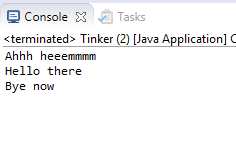 Console Tasks
<terminated> Tinker (2) [Java Application] C
Ahhh heeemmmm
Hello there
Bye now